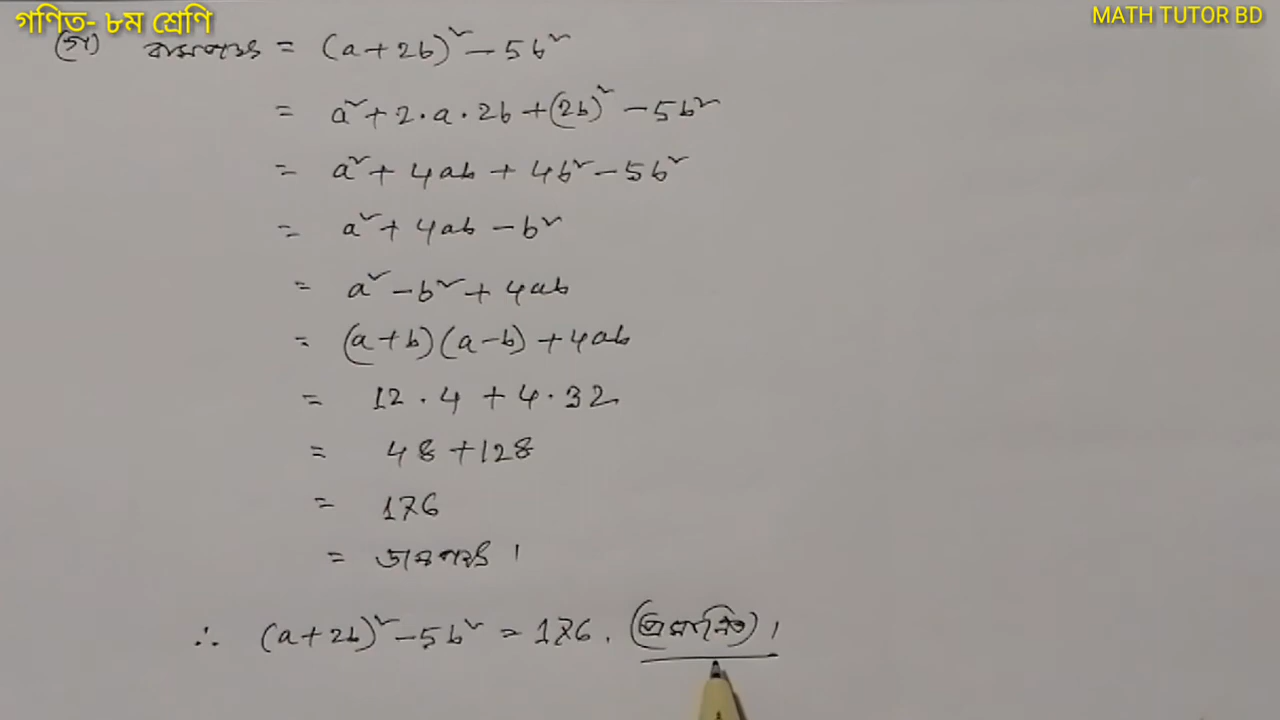 গণিত- ৮ম শ্রেণি
MATH TUTOR BD
(গ) বামপক্ষ = (a+2b)² - 5b²
= a² + 2·a·2b + (2b)² - 5b²
= a² + 4ab + 4b² - 5b²
= a² + 4ab - b²
= a² - b² + 4ab
= (a+b)(a-b) + 4ab
= 12·4 + 4·32
= 48 + 128
= 176
= ডানপক্ষ ।
∴ (a+2b)² - 5b² = 176. (প্রমাণিত) ।